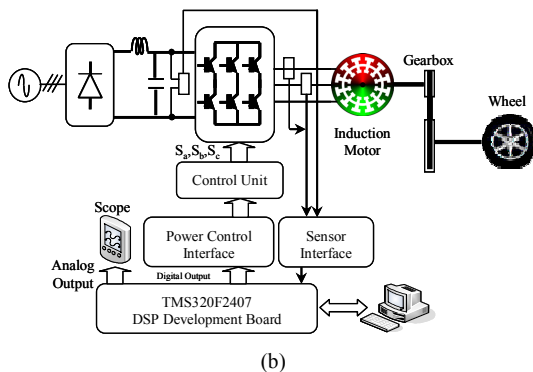 Gearbox
Wheel
Induction
Motor
Sa,Sb,Sc
Control Unit
Scope
Power Control
Interface
Sensor
Interface
Analog
Output
Digital Output
TMS320F2407
DSP Development Board
(b)